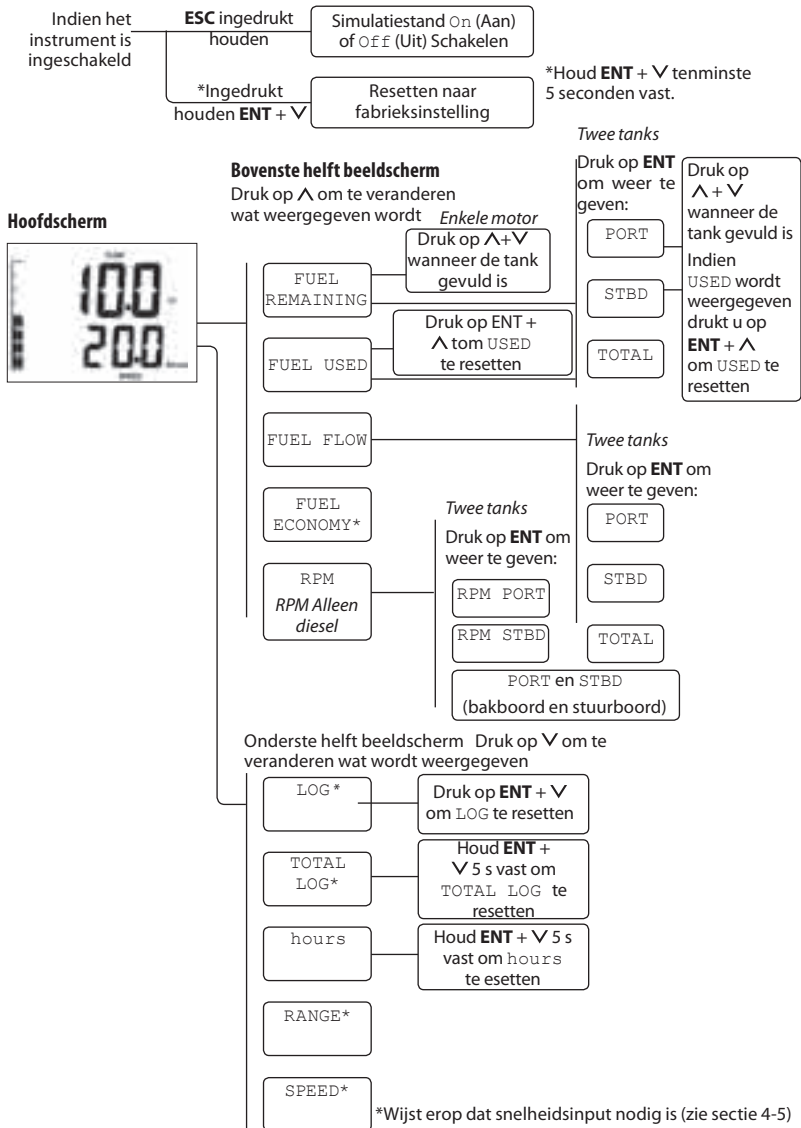 Indien het
instrument is
ingeschakeld
ESC ingedrukt
houden
Simulatiestand On (Aan)
of Off (Uit) Schakelen
*Ingedrukt
houden ENT + V
Resetten naar
fabrieksinstelling
*Houd ENT + V tenminste
5 seconden vast.
Hoofdscherm
10.0
20.0
Bovenste helft beeldscherm
Druk op Λ om te veranderen
wat weergegeven wordt
Enkele motor
FUEL
REMAINING
Druk op Λ+V
wanneer de tank
gevuld is
FUEL USED
Druk op ENT +
Λ tom USED
te resetten
Twee tanks
Druk op ENT
om weer te
geven:
PORT
STBD
TOTAL
Druk op
Λ + V
wanneer de
tank gevuld is
Indien
USED wordt
weergegeven
drukt u op
ENT + Λ
om USED te
resetten
FUEL FLOW
Twee tanks
Druk op ENT om
weer te geven:
PORT
STBD
TOTAL
FUEL
ECONOMY*
RPM
RPM Alleen
diesel
Twee tanks
Druk op ENT om
weer te geven:
RPM PORT
RPM STBD
PORT en STBD
(bakboord en stuurboord)
Onderste helft beeldscherm Druk op V om te
veranderen wat wordt weergegeven
LOG*
Druk op ENT + V
om LOG te resetten
TOTAL
LOG*
Houd ENT +
V 5 s vast om
TOTAL LOG te
resetten
hours
Houd ENT + V 5 s
vast om hours
te esetten
RANGE*
SPEED*
*Wijst erop dat snelheidsinput nodig is (zie sectie 4-5)